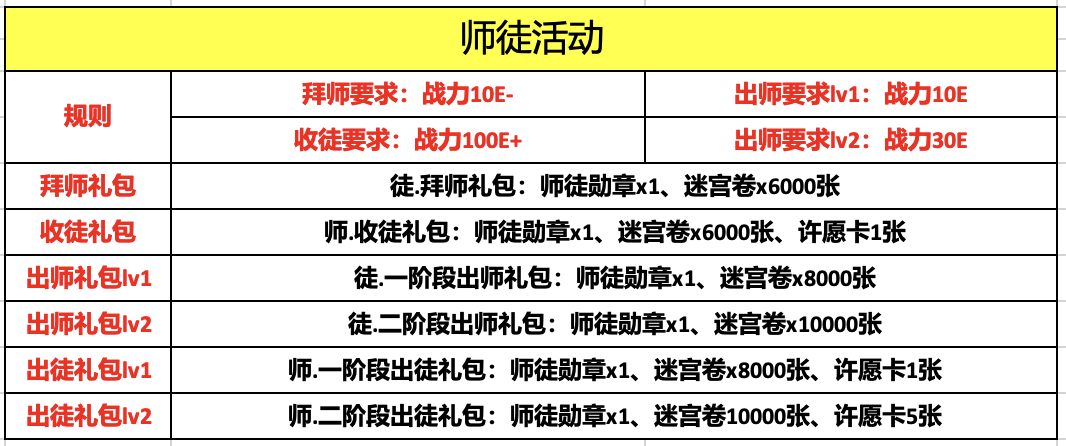 师徒活动
规则
拜师要求：战力10E-
出师要求lv1：战力10E
收徒要求：战力100E+
出师要求lv2：战力30E
拜师礼包
徒.拜师礼包：师徒勋章x1、迷宫卷x6000张
收徒礼包
师.收徒礼包：师徒勋章x1、迷宫卷x6000张、许愿卡1张
出师礼包lv1
徒.一阶段出师礼包：师徒勋章x1、迷宫卷x8000张
出师礼包lv2
徒.二阶段出师礼包：师徒勋章x1、迷宫卷x10000张
出徒礼包lv1
师.一阶段出徒礼包：师徒勋章x1、迷宫卷x8000张、许愿卡1张
出徒礼包lv2
师.二阶段出徒礼包：师徒勋章x1、迷宫卷10000张、许愿卡5张